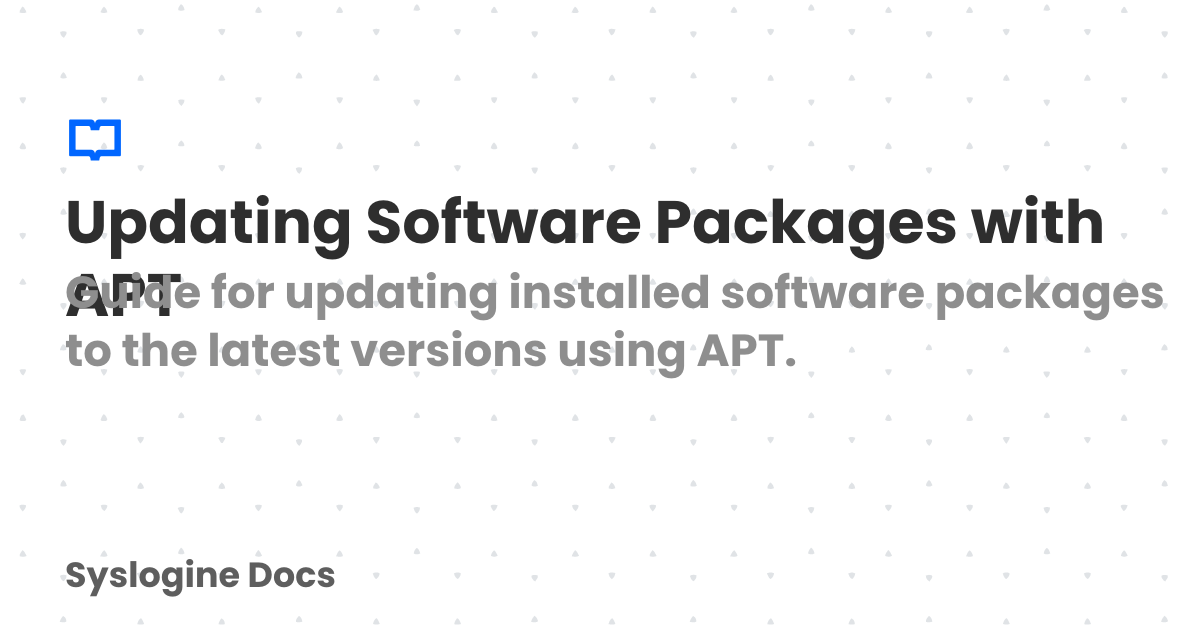 Updating Software Packages with
APT
Guide for updating installed software packages
to the latest versions using APT.
Syslogine Docs